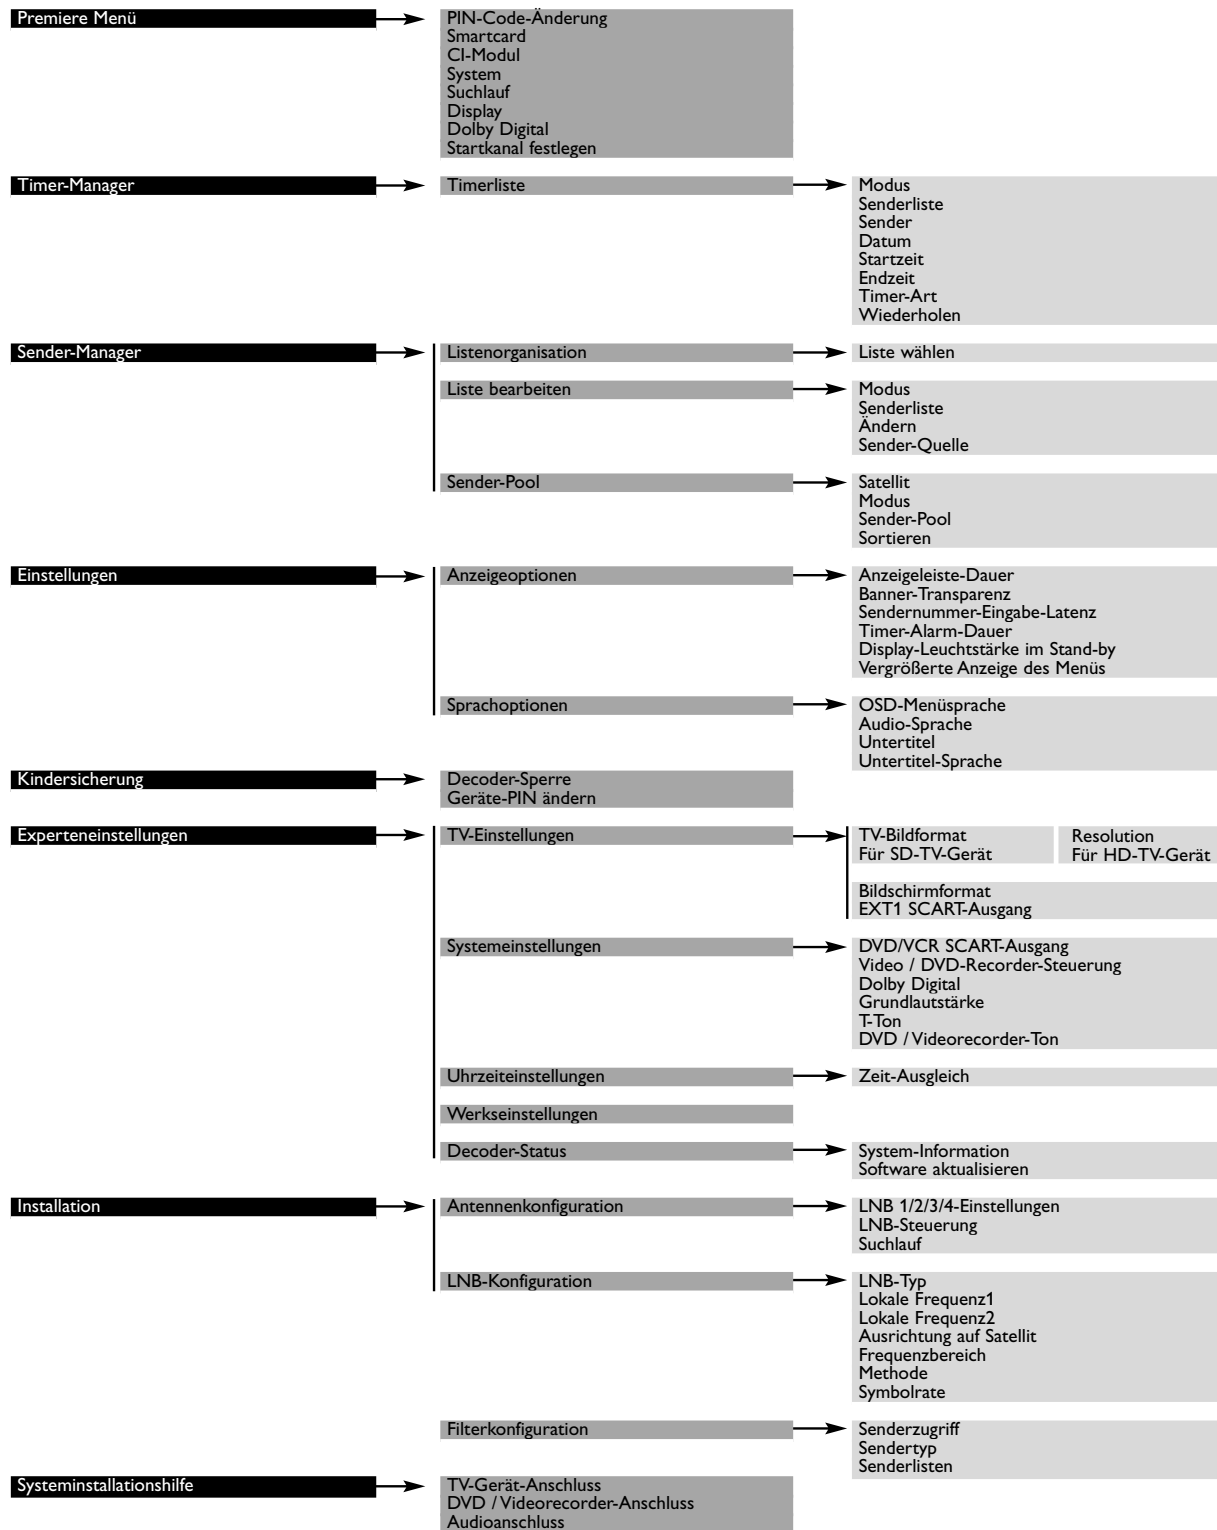 Premiere Menü
PIN-Code-Änderung
Smartcard
CI-Modul
System
Suchlauf
Display
Dolby Digital
Startkanal festlegen
Timer-Manager
Timerliste
Modus
Senderliste
Sender
Datum
Startzeit
Endzeit
Timer-Art
Wiederholen
Sender-Manager
Listenorganisation
Liste wählen
Liste bearbeiten
Modus
Senderliste
Ändern
Sender-Quelle
Sender-Pool
Satellit
Modus
Sender-Pool
Sortieren
Einstellungen
Anzeigeoptionen
Anzeigeleiste-Dauer
Banner-Transparenz
Sendernummer-Eingabe-Latenz
Timer-Alarm-Dauer
Display-Leuchtstärke im Stand-by
Vergrößerte Anzeige des Menüs
Sprachoptionen
OSD-Menüsprache
Audio-Sprache
Untertitel
Untertitel-Sprache
Kindersicherung
Decoder-Sperre
Geräte-PIN ändern
Experteneinstellungen
TV-Einstellungen
TV-Bildformat
Für SD-TV-Gerät
Resolution
Für HD-TV-Gerät
Bildschirmformat
EXT1 SCART-Ausgang
Systemeinstellungen
DVD/VCR SCART-Ausgang
Video / DVD-Recorder-Steuerung
Dolby Digital
Grundlautstärke
T-Ton
DVD / Videorecorder-Ton
Uhrzeiteinstellungen
Zeit-Ausgleich
Werkseinstellungen
Decoder-Status
System-Information
Software aktualisieren
Installation
Antennenkonfiguration
LNB 1/2/3/4-Einstellungen
LNB-Steuerung
Suchlauf
LNB-Konfiguration
LNB-Typ
Lokale Frequenz1
Lokale Frequenz2
Ausrichtung auf Satellit
Frequenzbereich
Methode
Symbolrate
Filterkonfiguration
Senderzugriff
Sendertyp
Senderlisten
Systeminstallationshilfe
TV-Gerät-Anschluss
DVD / Videorecorder-Anschluss
Audioanschluss